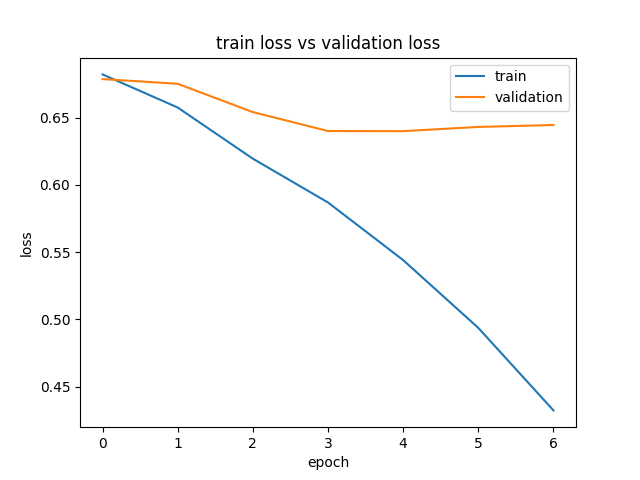 train loss vs validation loss
train
validation
0.65
0.60
0.55
0.50
0.45
loss
0 1 2 3 4 5 6
epoch